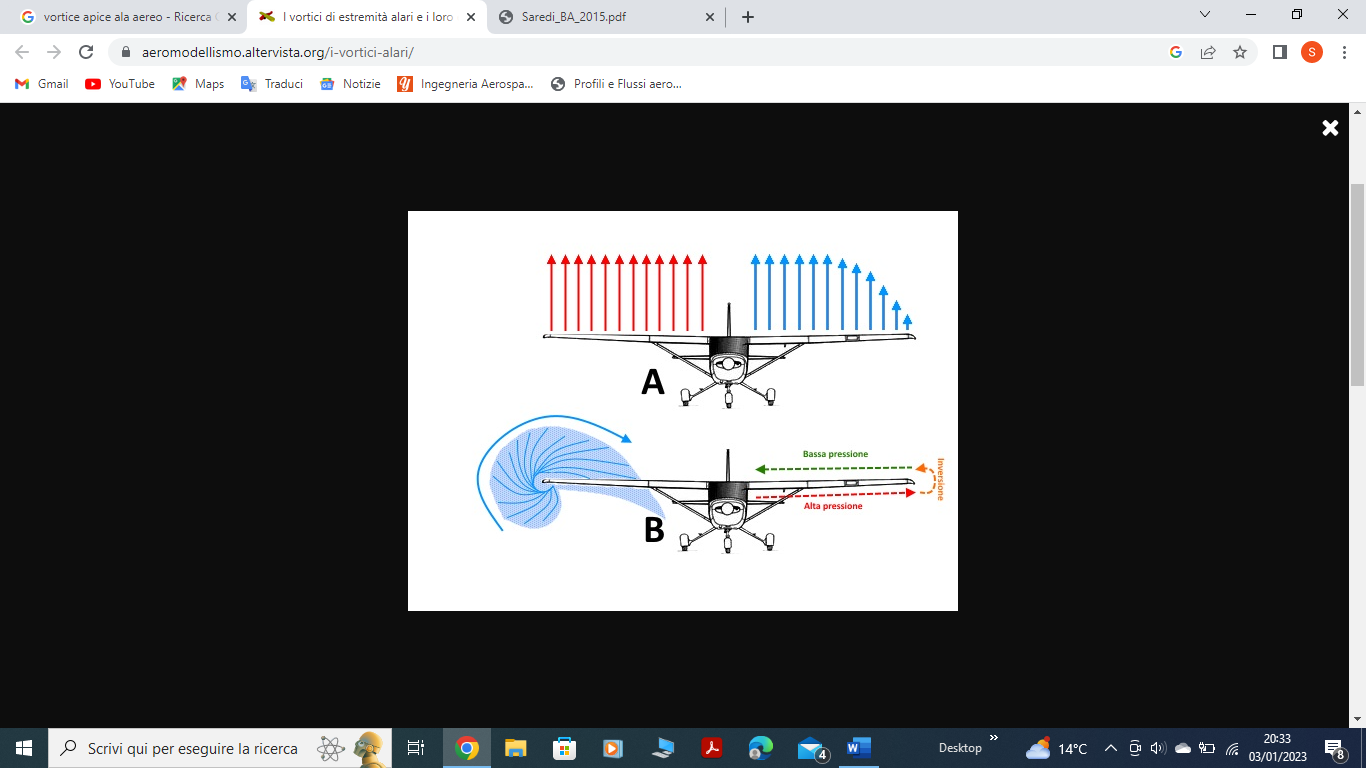 vortice apice ala aereo - Ricerca
I vortici di estremità alari e i loro
Saredi_BA_2015.pdf
aeromodellismo.altervista.org/i-vortici-alari/
S
Gmail
YouTube
Maps
Traduci
Notizie
Ingegneria Aerospa...
Profili e Flussi aero...
A
Bassa pressione
Inversione
Alta pressione
B
Scrivi qui per eseguire la ricerca
4
Desktop
14°C
20:33
03/01/2023
8